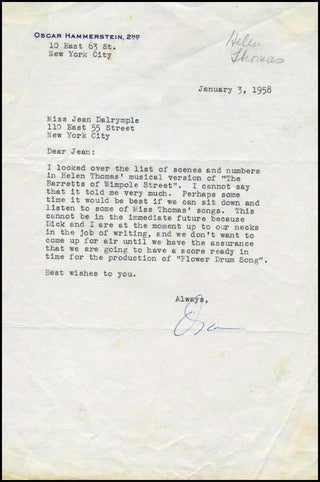 OSCAR HAMMERSTEIN, 2ND
10 East 63 St.
New York City
Helen
Thomas
January 3, 1958
Miss Jean Dalrymple
110 East 55 Street
New York City
Dear Jean:
I looked over the list of scenes and numbers
in Helen Thomas' musical version of "The
Barretts of Wimpole Street". I cannot say
that it told me very much. Perhaps some
time it would be best if we can sit down and
listen to some of Miss Thomas' songs. This
cannot be in the immediate future because
Dick and I are at the moment up to our necks
in the job of writing, and we don't want to
come up for air until we have the assurance
that we are going to have a score ready in
time for the production of "Flower Drum Song".
Best wishes to you.
Always,
Oscar